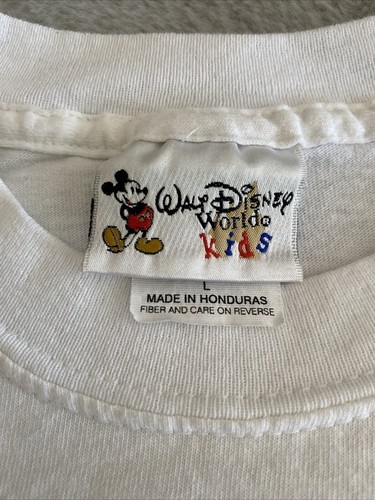 Walt Disney
World®
kids
L
MADE IN HONDURAS
FIBER AND CARE ON REVERSE